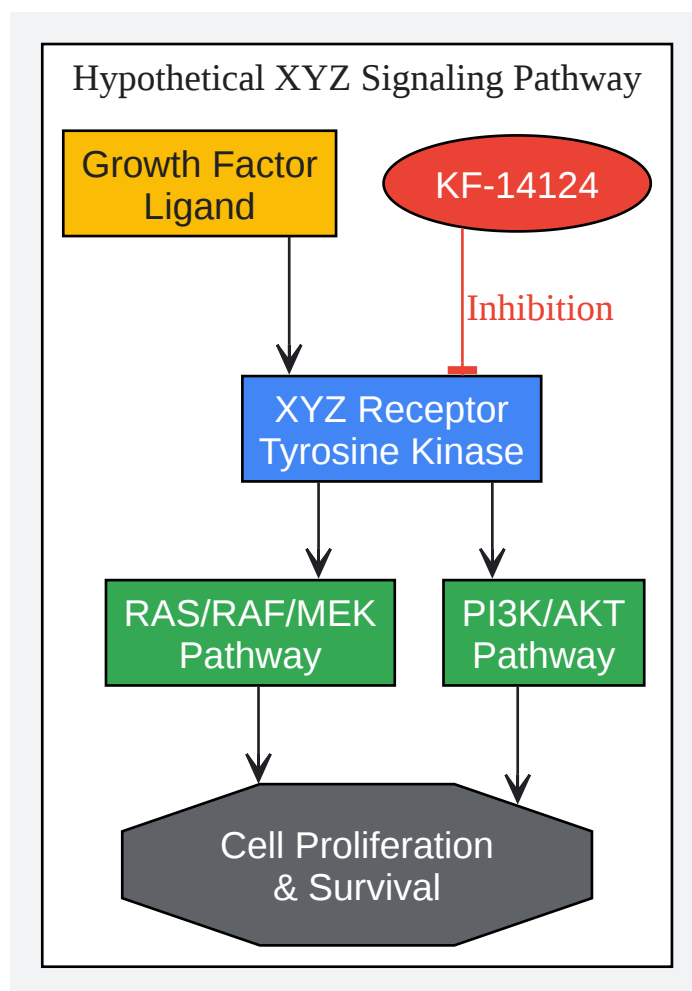 Hypothetical XYZ Signaling Pathway
Growth Factor
Ligand
KF-14124
Inhibition
XYZ Receptor
Tyrosine Kinase
RAS/RAF/MEK
Pathway
PI3K/AKT
Pathway
Cell Proliferation
& Survival